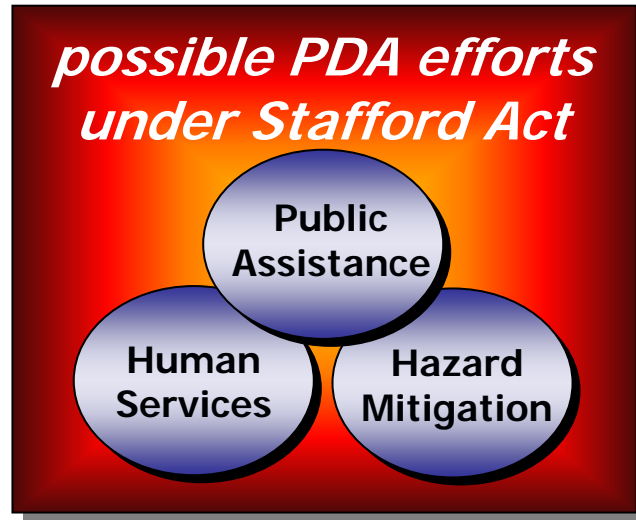 possible PDA efforts
under Stafford Act
Public
Assistance
Human
Services
Hazard
Mitigation